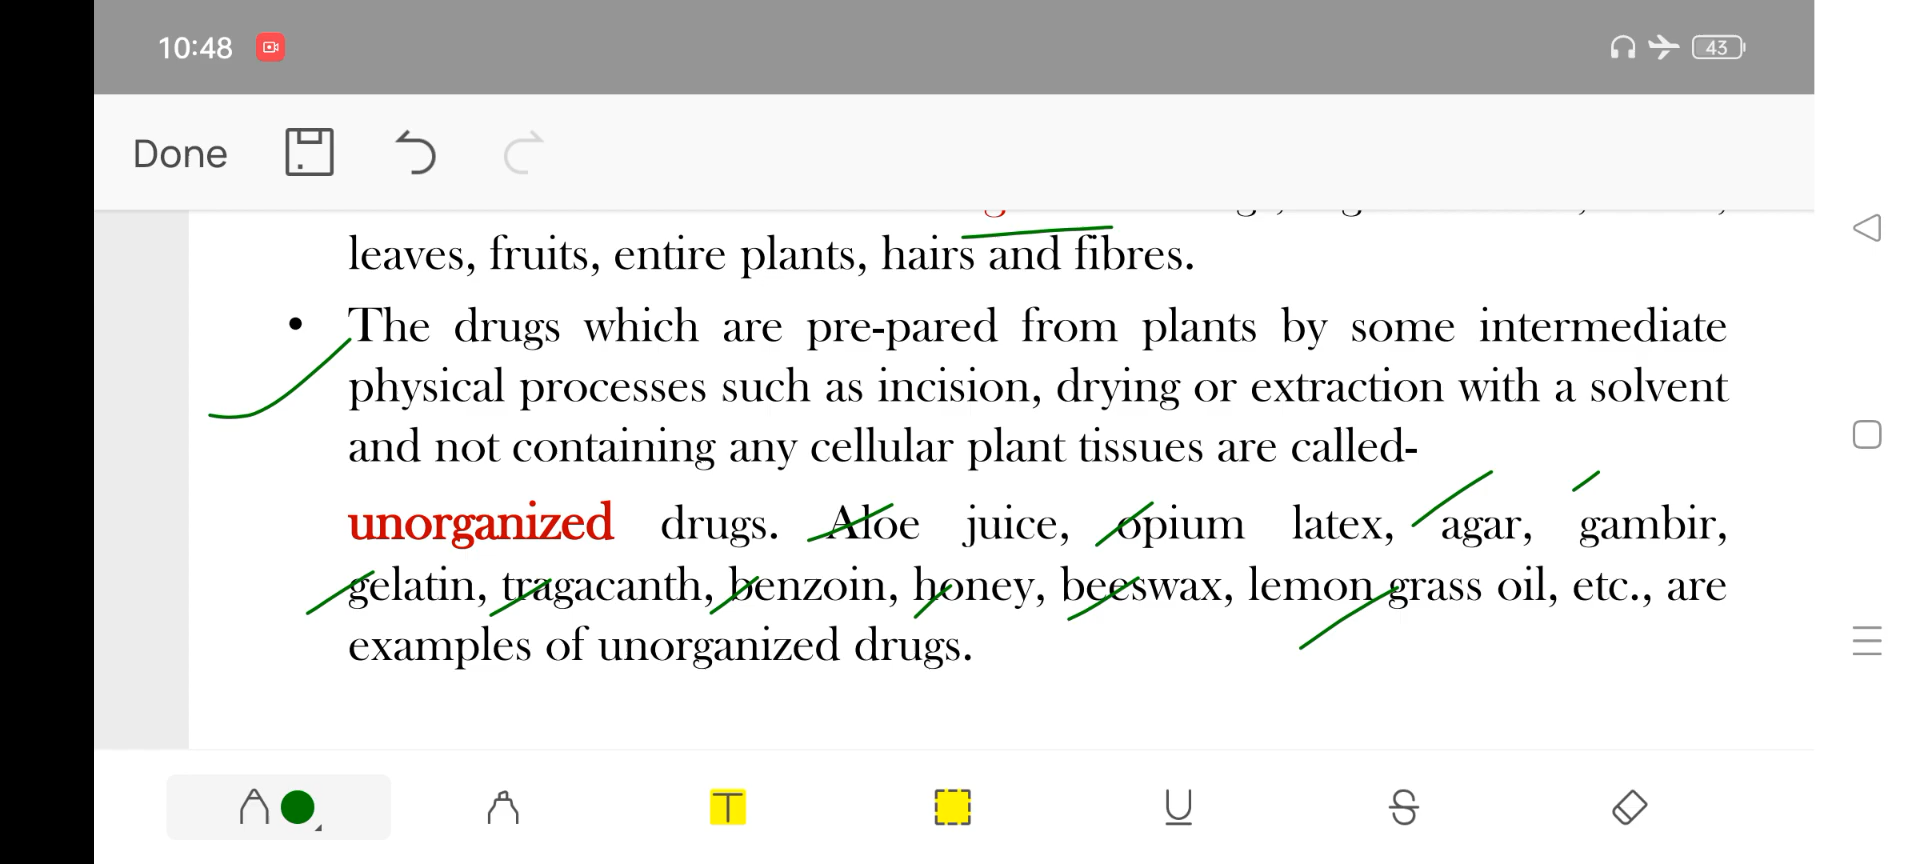 10:48
43
Done
leaves, fruits, entire plants, hairs and fibres.
• The drugs which are pre-pared from plants by some intermediate
physical processes such as incision, drying or extraction with a solvent
and not containing any cellular plant tissues are called-
unorganized drugs. Aloe juice, opium latex, agar, gambir,
gelatin, tragacanth, benzoin, honey, beeswax, lemon grass oil, etc., are
examples of unorganized drugs.
T U S